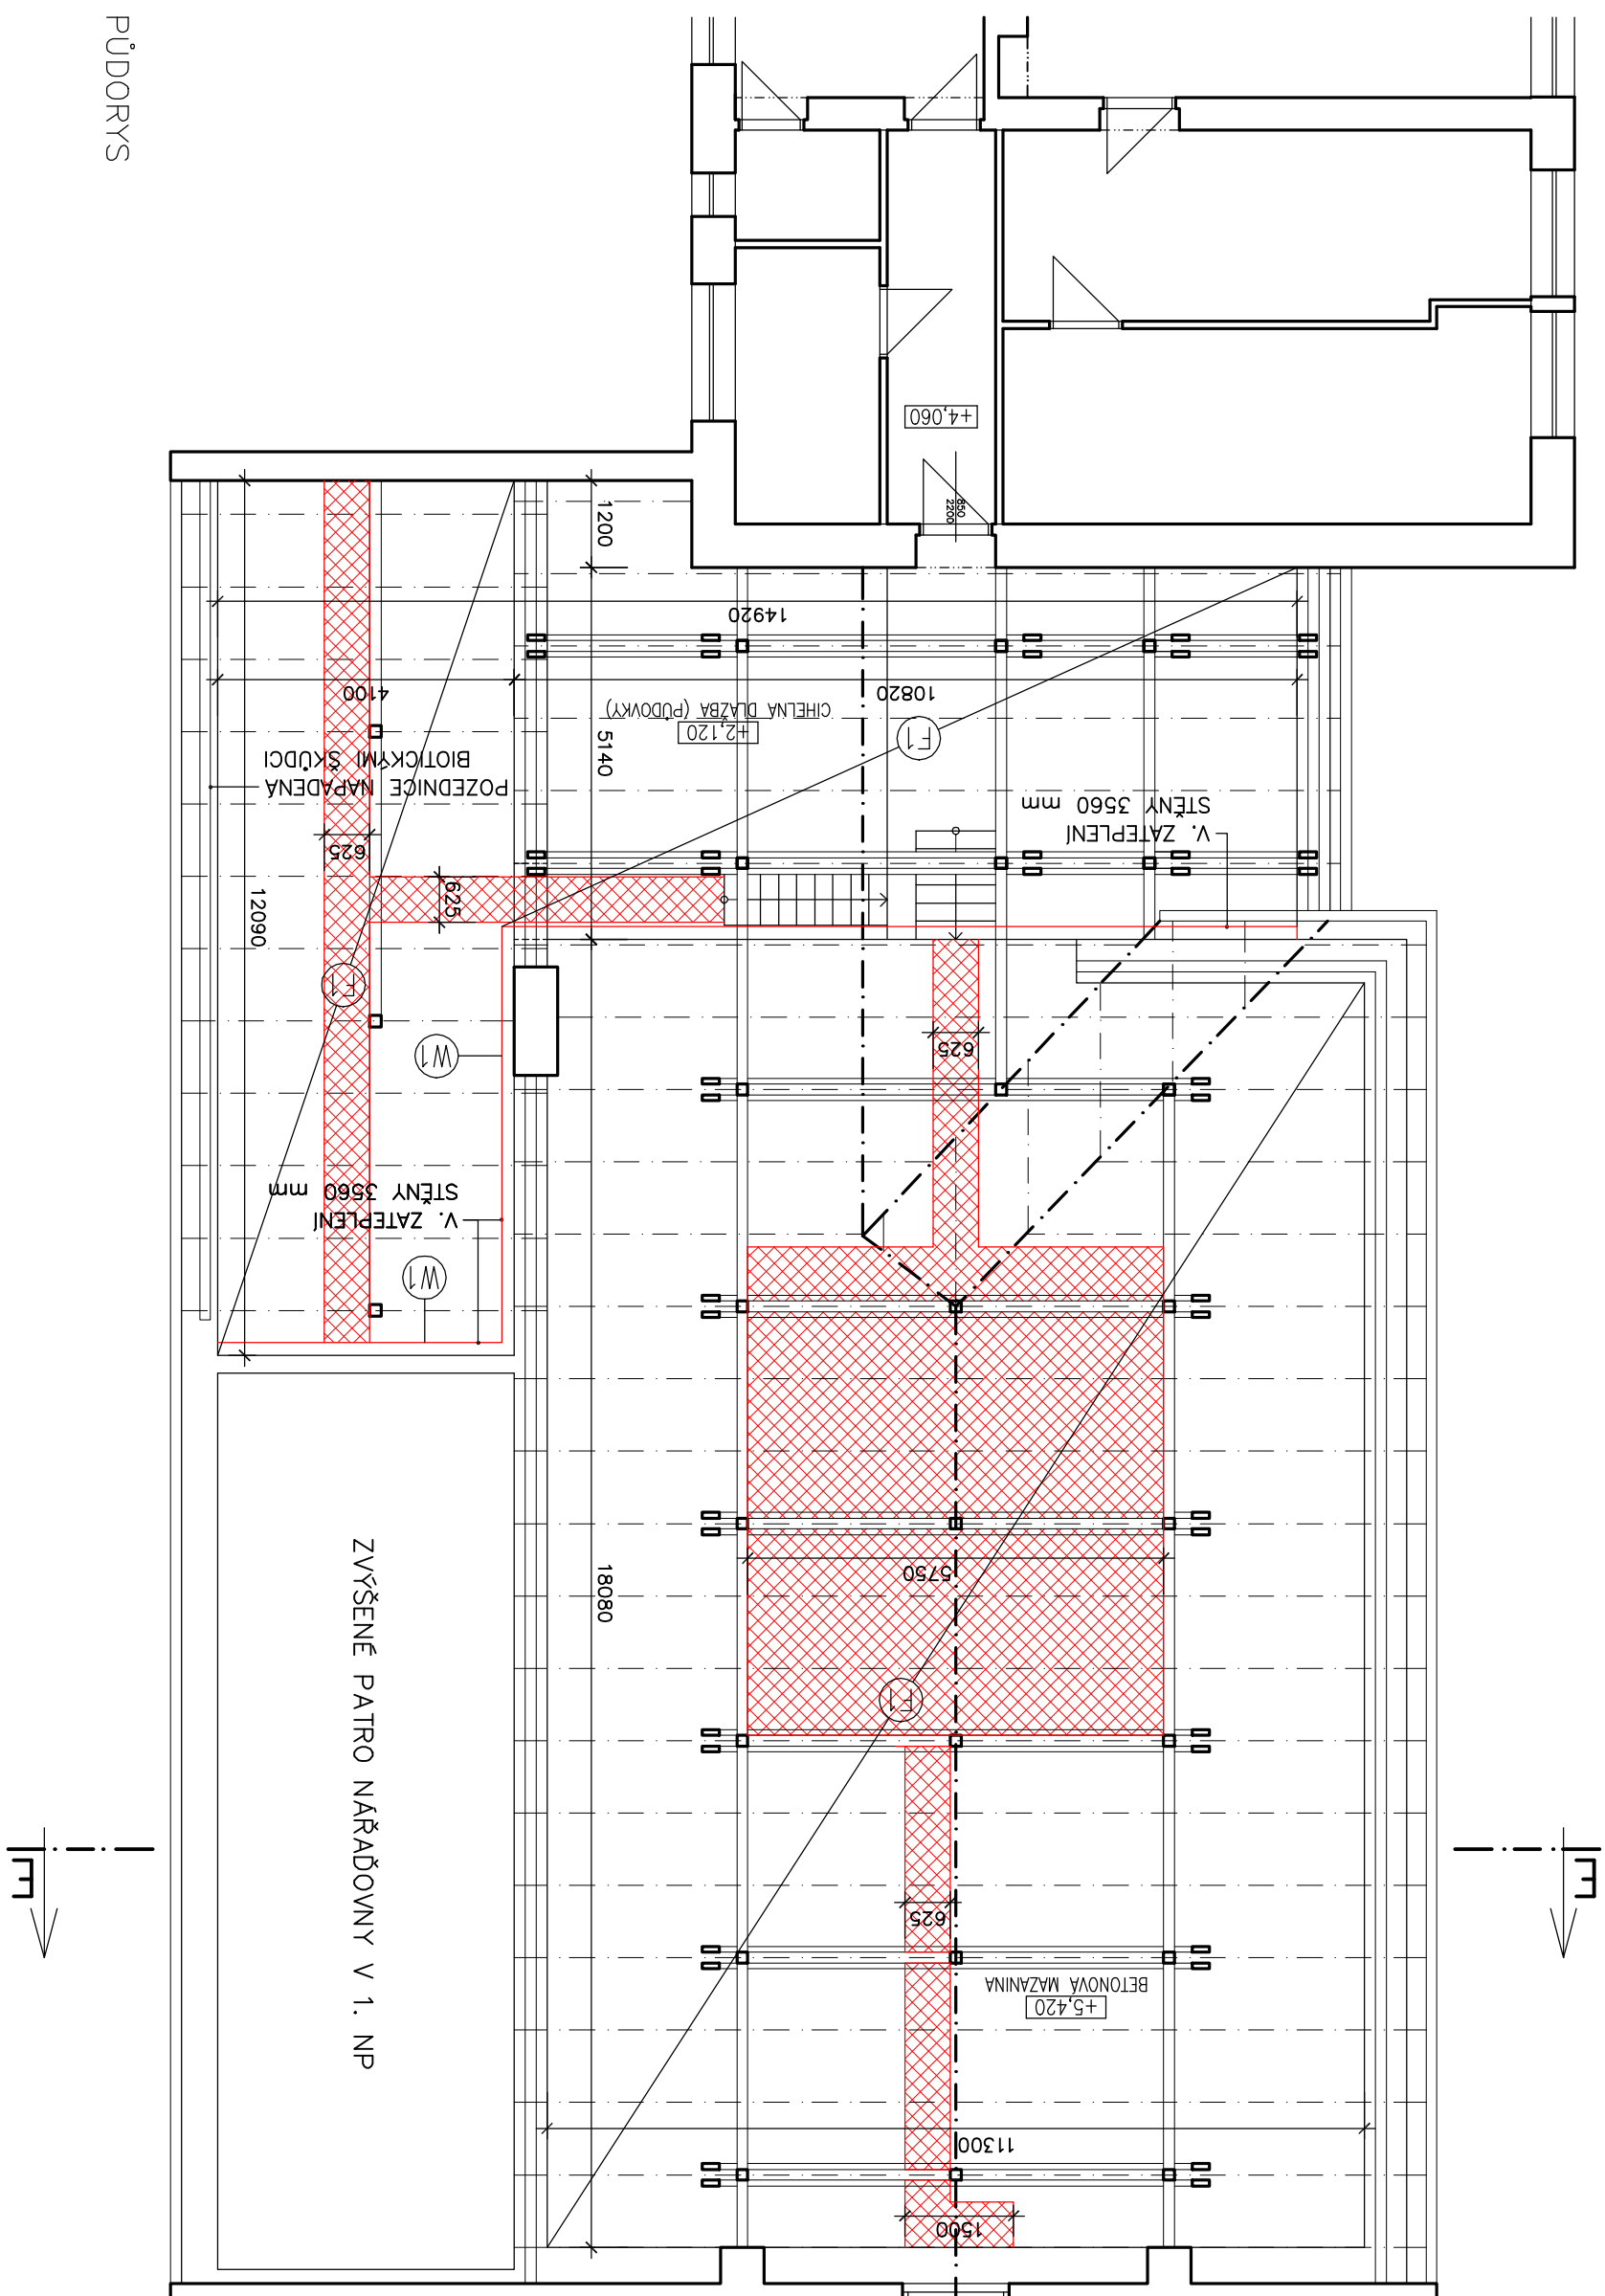 PŮDORYS
+4,060
850
2200
1200
14920
4100
10820
CIHELNÁ DLAŽBA (PŮDOVKY)
+2,120
F1
5140
POZEDNICE NAPADENÁ
BIOTICKÝMI ŠKŮDCI
V. ZATEPLENÍ
STĚNY 3560 mm
625
625
12090
F1
W1
625
V. ZATEPLENÍ
STĚNY 3560 mm
W1
5750
18080
F1
ZVÝŠENÉ PATRO NÁŘAĎOVNY V 1. NP
E
E
625
+5,420
BETONOVÁ MAZANINA
11300
1500